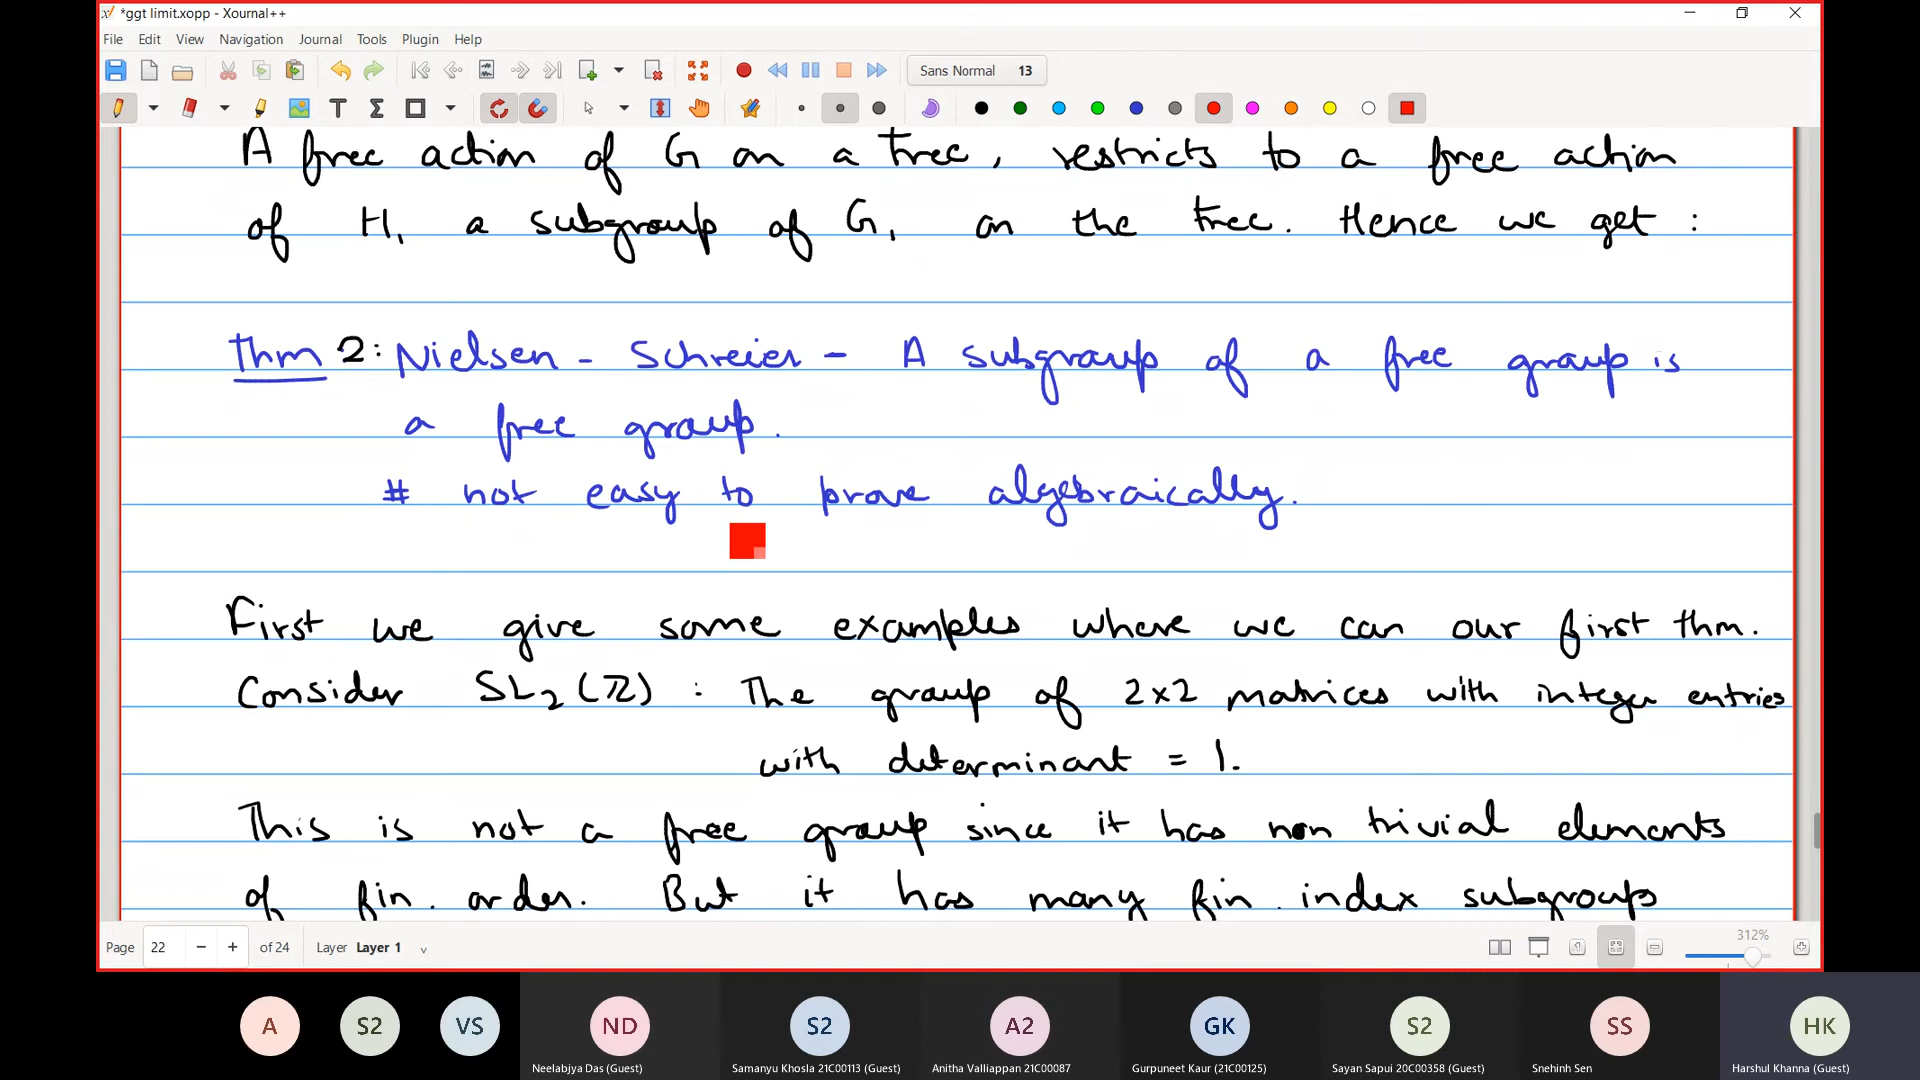 *ggt limit.xopp - Xournal++
File Edit View Navigation Journal Tools Plugin Help
Sans Normal 13
A free action of G on a tree, restricts to a free action
of H, a subgroup of G, on the tree. Hence we get :
Thm 2: Nielsen - Schreier - A subgroup of a free group is
a free group.
# not easy to prove algebraically.
First we give some examples where we can our first thm.
Consider SL₂(ℤ) : The group of 2x2 matrices with integer entries
with determinant = 1.
This is not a free group since it has non trivial elements
of fin. order. But it has many fin. index subgroups
Page 22 of 24 Layer Layer 1 312%
A S2 VS ND S2 A2 GK S2 SS HK
Neelabjya Das (Guest) Samanyu Khosla 21C00113 (Guest) Anitha Valliappan 21C00087 Gurpuneet Kaur (21C00125) Sayan Sapui 20C00358 (Guest) Snehinh Sen Harshul Khanna (Guest)